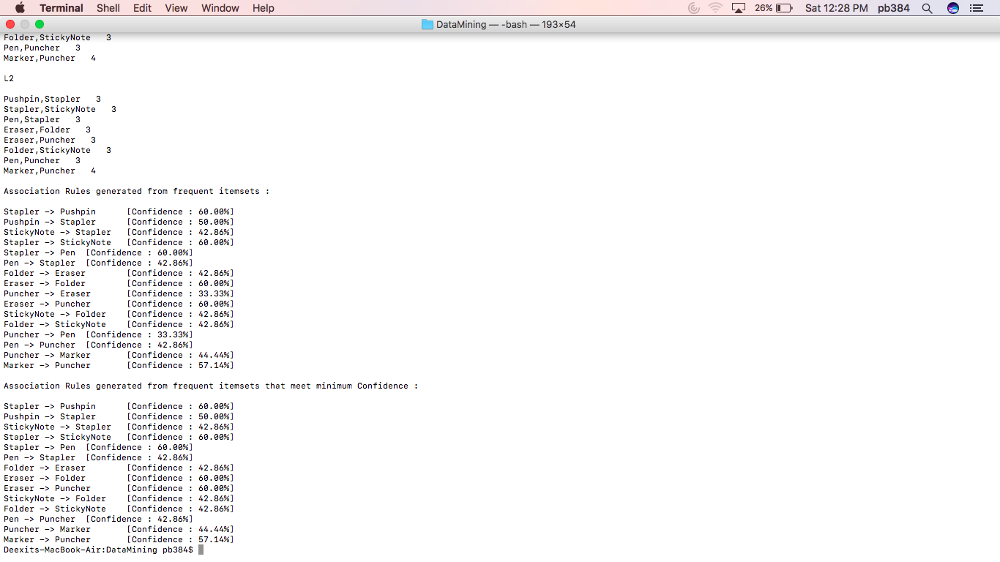 Terminal Shell Edit View Window Help 26% Sat 12:28 PM pb384
DataMining — -bash — 193×54
Folder,StickyNote 3
Pen,Puncher 3
Marker,Puncher 4
L2
Pushpin,Stapler 3
Stapler,StickyNote 3
Pen,Stapler 3
Eraser,Folder 3
Eraser,Puncher 3
Folder,StickyNote 3
Pen,Puncher 3
Marker,Puncher 4
Association Rules generated from frequent itemsets :
Stapler -> Pushpin [Confidence : 60.00%]
Pushpin -> Stapler [Confidence : 50.00%]
StickyNote -> Stapler [Confidence : 42.86%]
Stapler -> StickyNote [Confidence : 60.00%]
Stapler -> Pen [Confidence : 60.00%]
Pen -> Stapler [Confidence : 42.86%]
Folder -> Eraser [Confidence : 42.86%]
Eraser -> Folder [Confidence : 60.00%]
Puncher -> Eraser [Confidence : 33.33%]
Eraser -> Puncher [Confidence : 60.00%]
StickyNote -> Folder [Confidence : 42.86%]
Folder -> StickyNote [Confidence : 42.86%]
Puncher -> Pen [Confidence : 33.33%]
Pen -> Puncher [Confidence : 42.86%]
Puncher -> Marker [Confidence : 44.44%]
Marker -> Puncher [Confidence : 57.14%]
Association Rules generated from frequent itemsets that meet minimum Confidence :
Stapler -> Pushpin [Confidence : 60.00%]
Pushpin -> Stapler [Confidence : 50.00%]
StickyNote -> Stapler [Confidence : 42.86%]
Stapler -> StickyNote [Confidence : 60.00%]
Stapler -> Pen [Confidence : 60.00%]
Pen -> Stapler [Confidence : 42.86%]
Folder -> Eraser [Confidence : 42.86%]
Eraser -> Folder [Confidence : 60.00%]
Eraser -> Puncher [Confidence : 60.00%]
StickyNote -> Folder [Confidence : 42.86%]
Folder -> StickyNote [Confidence : 42.86%]
Pen -> Puncher [Confidence : 42.86%]
Puncher -> Marker [Confidence : 44.44%]
Marker -> Puncher [Confidence : 57.14%]
Deexits-MacBook-Air:DataMining pb384$